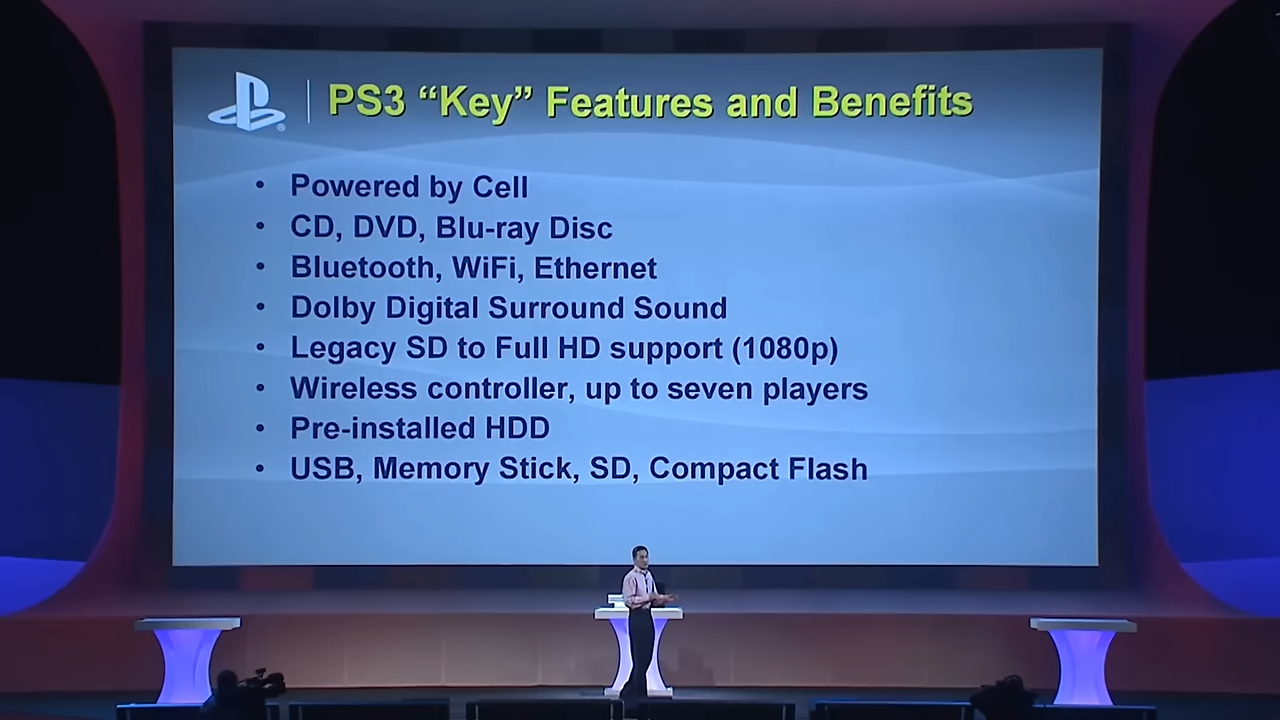 PS3 “Key” Features and Benefits
• Powered by Cell
• CD, DVD, Blu-ray Disc
• Bluetooth, WiFi, Ethernet
• Dolby Digital Surround Sound
• Legacy SD to Full HD support (1080p)
• Wireless controller, up to seven players
• Pre-installed HDD
• USB, Memory Stick, SD, Compact Flash